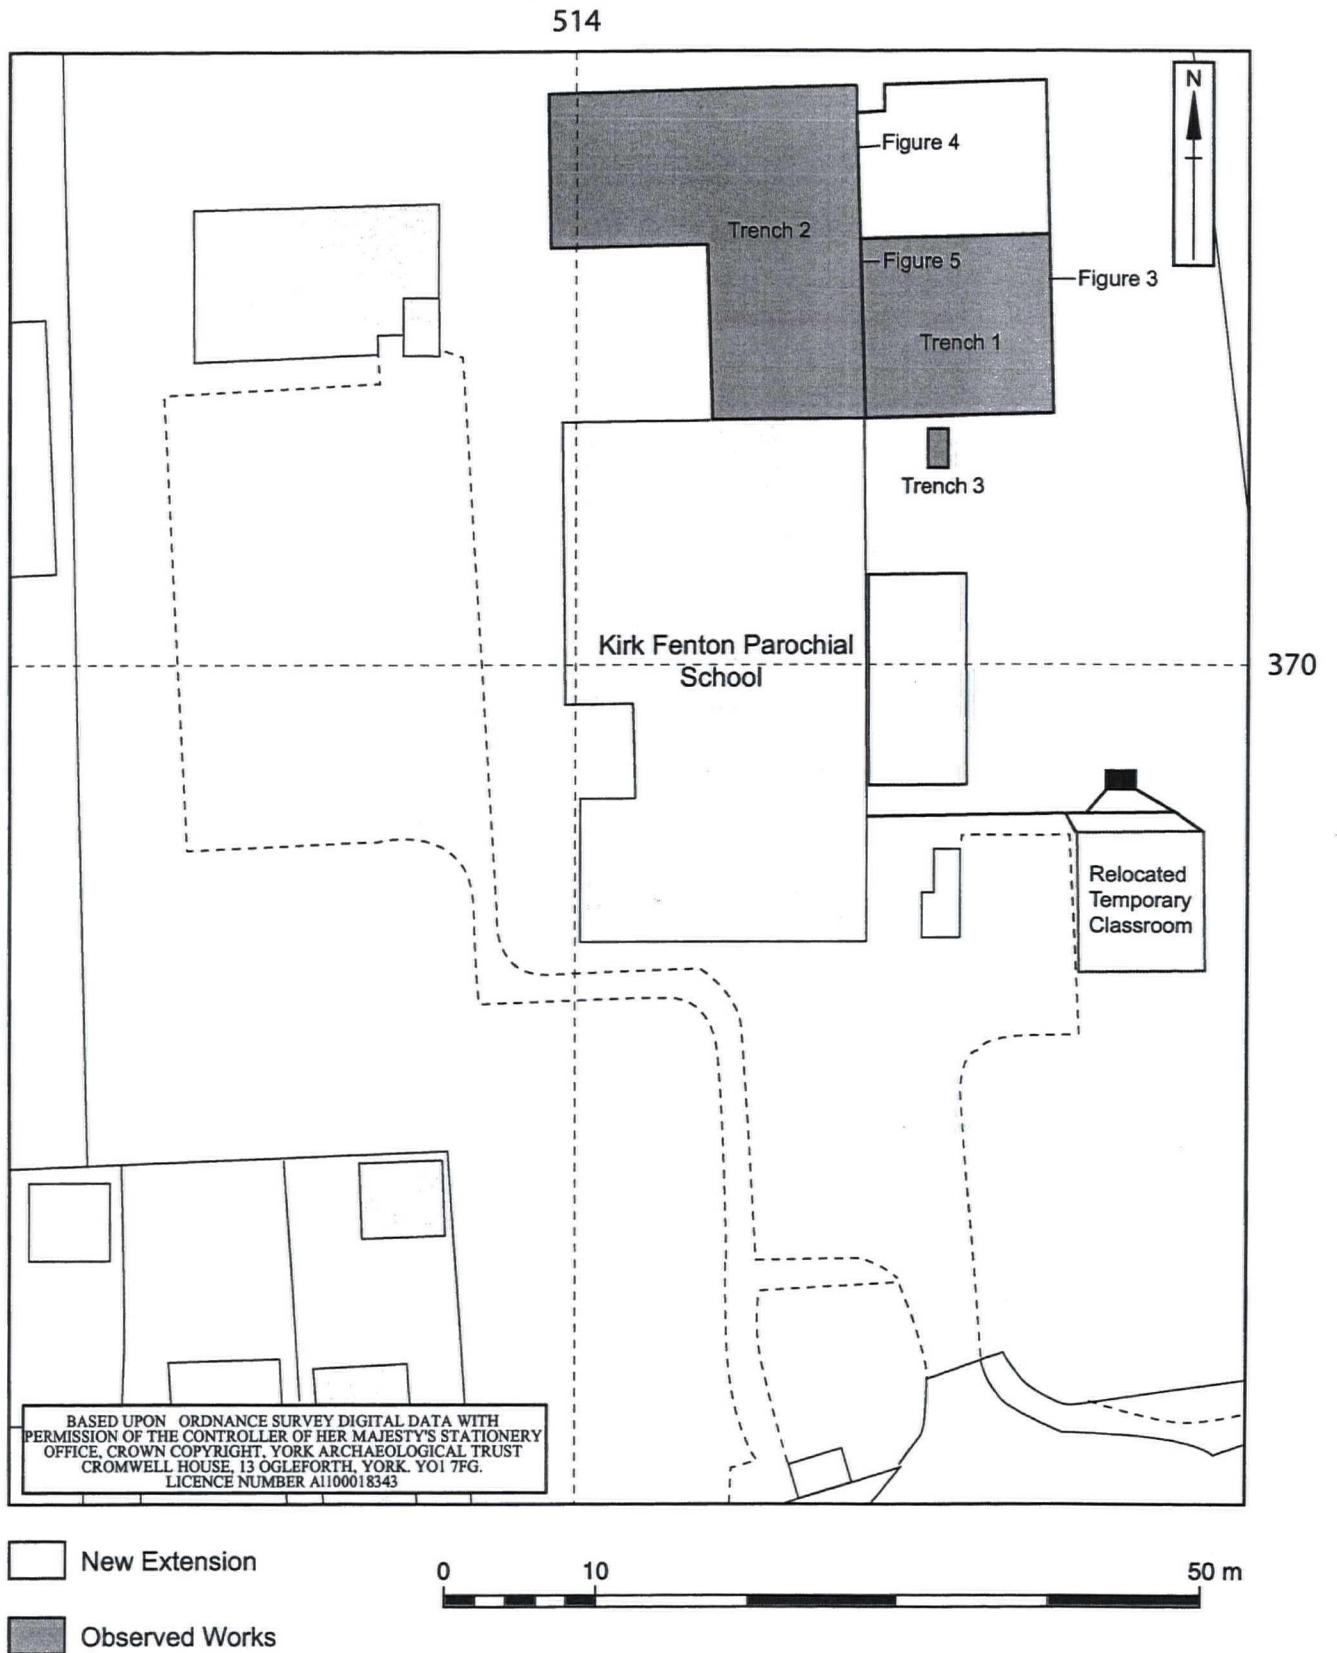 514
N
Figure 4
Trench 2
Figure 5
Figure 3
Trench 1
Trench 3
Kirk Fenton Parochial
School
370
Relocated
Temporary
Classroom
BASED UPON ORDNANCE SURVEY DIGITAL DATA WITH
PERMISSION OF THE CONTROLLER OF HER MAJESTY'S STATIONERY
OFFICE, CROWN COPYRIGHT, YORK ARCHAEOLOGICAL TRUST
CROMWELL HOUSE, 13 OGLEFORTH, YORK. YO1 7FG.
LICENCE NUMBER A1100018343
New Extension
0 10 50 m
Observed Works